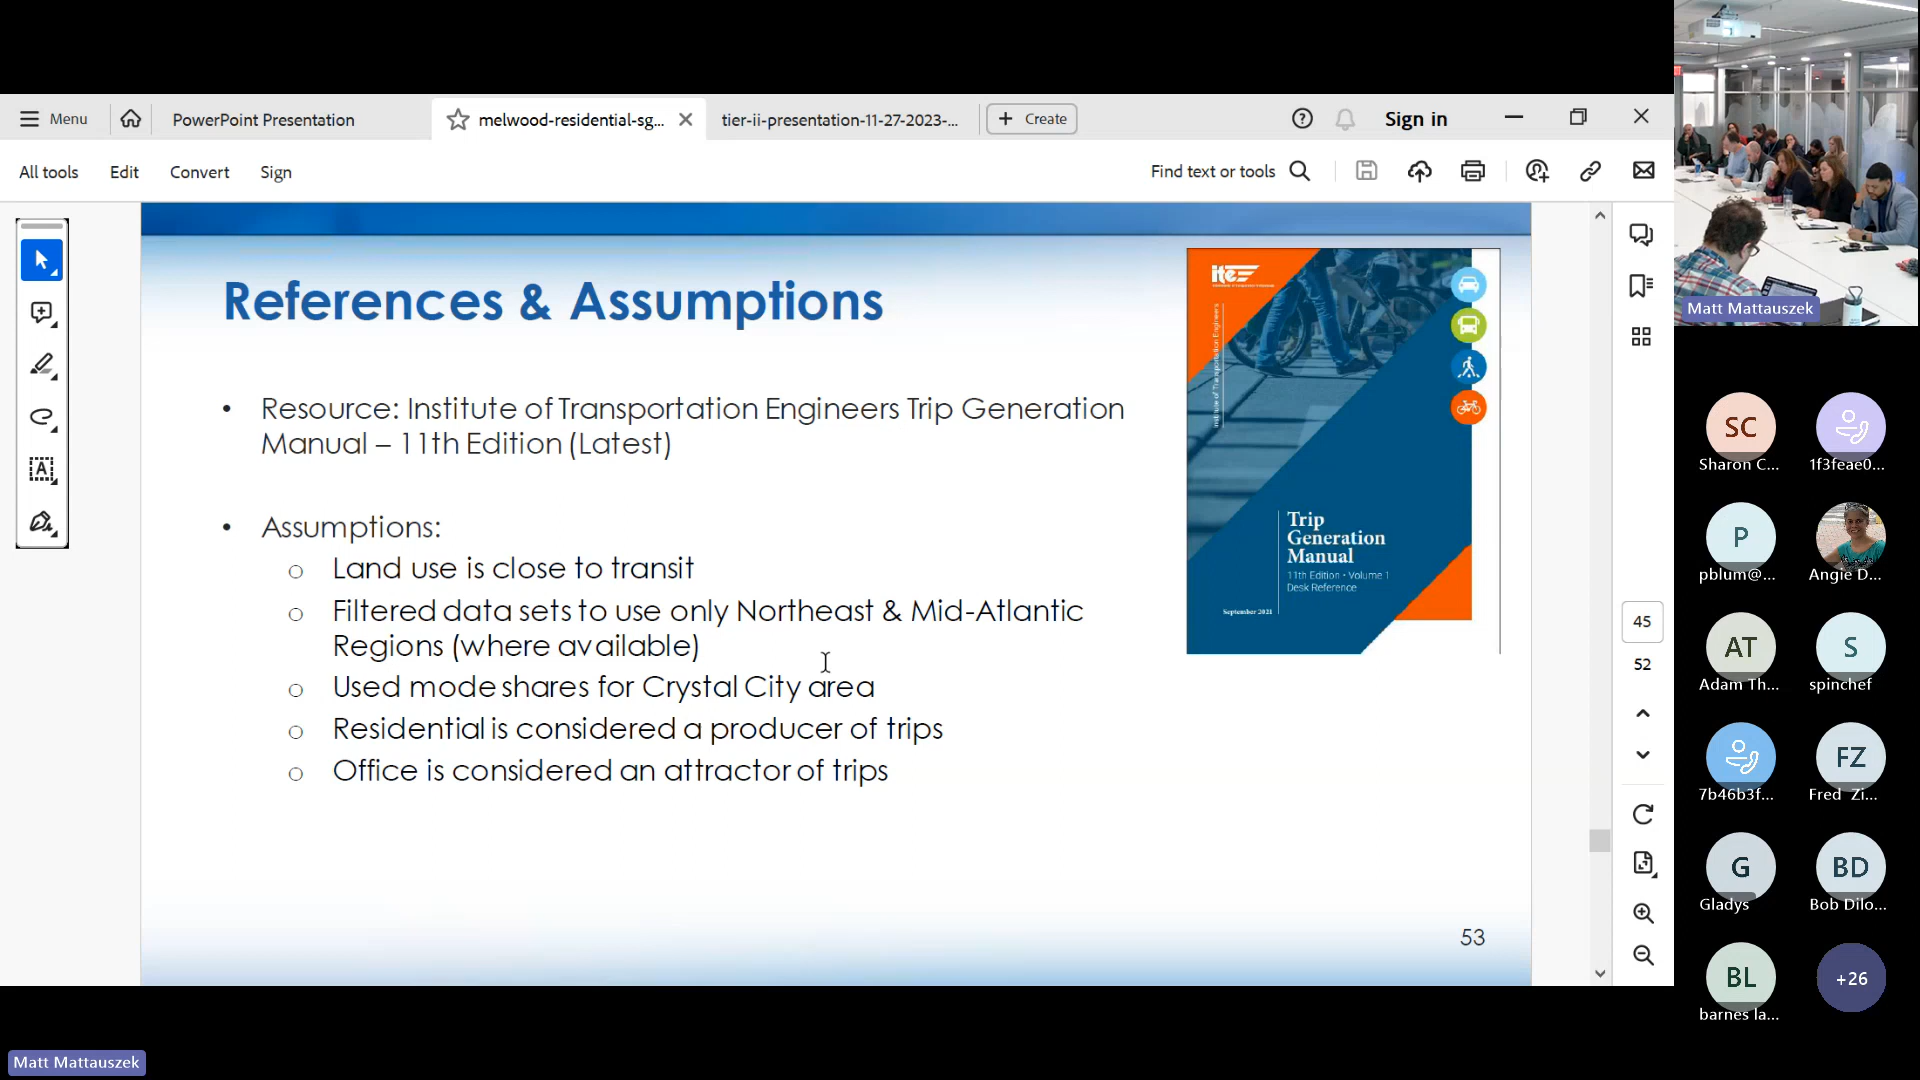 Menu
PowerPoint Presentation
melwood-residential-sg...
tier-ii-presentation-11-27-2023-...
Create
Sign in
All tools
Edit
Convert
Sign
Find text or tools
References & Assumptions
• Resource: Institute of Transportation Engineers Trip Generation
Manual – 11th Edition (Latest)
• Assumptions:
o Land use is close to transit
o Filtered data sets to use only Northeast & Mid-Atlantic
Regions (where available)
o Used mode shares for Crystal City area
o Residential is considered a producer of trips
o Office is considered an attractor of trips
53
ite
Institute of Transportation Engineers
Trip
Generation
Manual
11th Edition • Volume 1
Desk Reference
September 2021
45
52
Matt Mattauszek
SC
Sharon C...
1f3feae0...
P
pblum@...
Angie D...
AT
Adam Th...
S
spinchef
7b46b3f...
FZ
Fred Zi...
G
Gladys
BD
Bob Dilo...
BL
barnes la...
+26
Matt Mattauszek